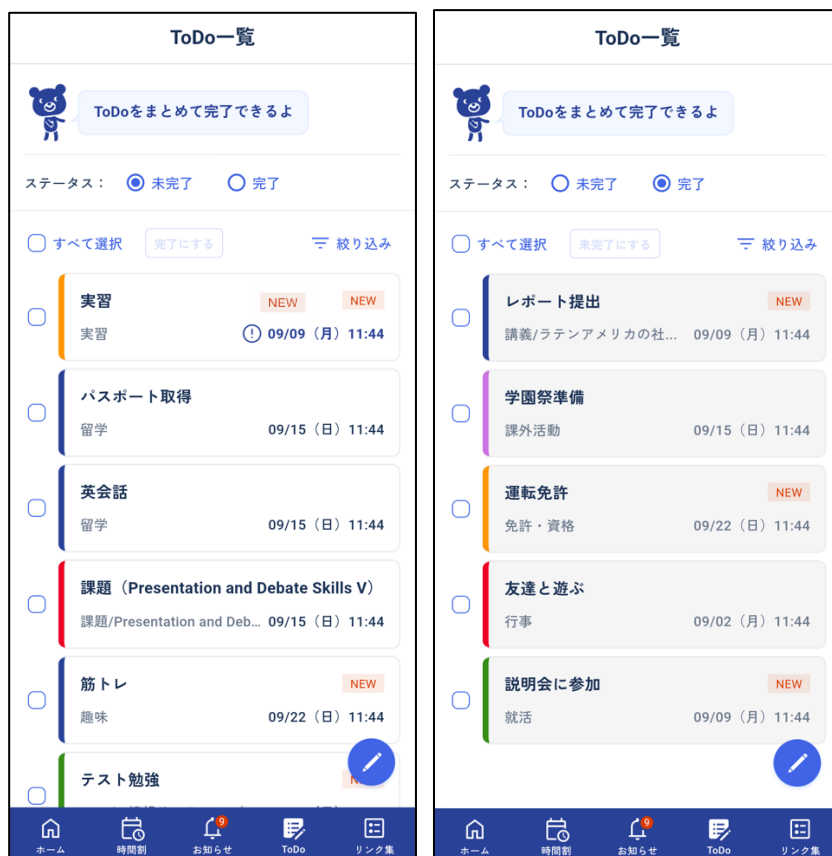 ToDo一覧
ToDoをまとめて完了できるよ
ステータス： 未完了 完了
すべて選択 完了にする 絞り込み
実習 NEW NEW
実習 09/09（月）11:44
パスポート取得
留学 09/15（日）11:44
英会話
留学 09/15（日）11:44
課題（Presentation and Debate Skills V）
課題/Presentation and Deb... 09/15（日）11:44
筋トレ NEW
趣味 09/22（日）11:44
テスト勉強
ホーム 時間割 お知らせ 9 ToDo リンク集
ToDo一覧
ToDoをまとめて完了できるよ
ステータス： 未完了 完了
すべて選択 未完了にする 絞り込み
レポート提出 NEW
講義/ラテンアメリカの社... 09/09（月）11:44
学園祭準備
課外活動 09/15（日）11:44
運転免許 NEW
免許・資格 09/22（日）11:44
友達と遊ぶ
行事 09/02（月）11:44
説明会に参加 NEW
就活 09/09（月）11:44
ホーム 時間割 お知らせ 9 ToDo リンク集